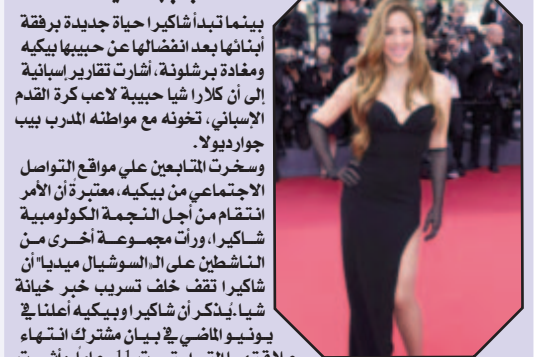 بينما تبدأ شاكيرا حياة جديدة برفقة
أبنائها بعد انفصالها عن حبيبها بيكيه
ومغادة برشلونة، أشارت تقارير إسبانية
إلى أن كلارا شيا حبيبة لاعب كرة القدم
الإسباني، تخونه مع مواطنه المدرب بيب
جوارديولا.
وسخرت المتابعين علي مواقع التواصل
الاجتماعي من بيكيه، معتبرة أن الأمر
انتقام من أجل النجمة الكولومبية
شاكيرا، ورأت مجموعة أخرى من
الناشطين على الـ«السوشيال ميديا" أن
شاكيرا تقف خلف تسريب خبر خيانة
شيا. يُذكر أن شاكيرا وبيكيه أعلنا في
يونيو الماضي في بيان مشترك انتهاء